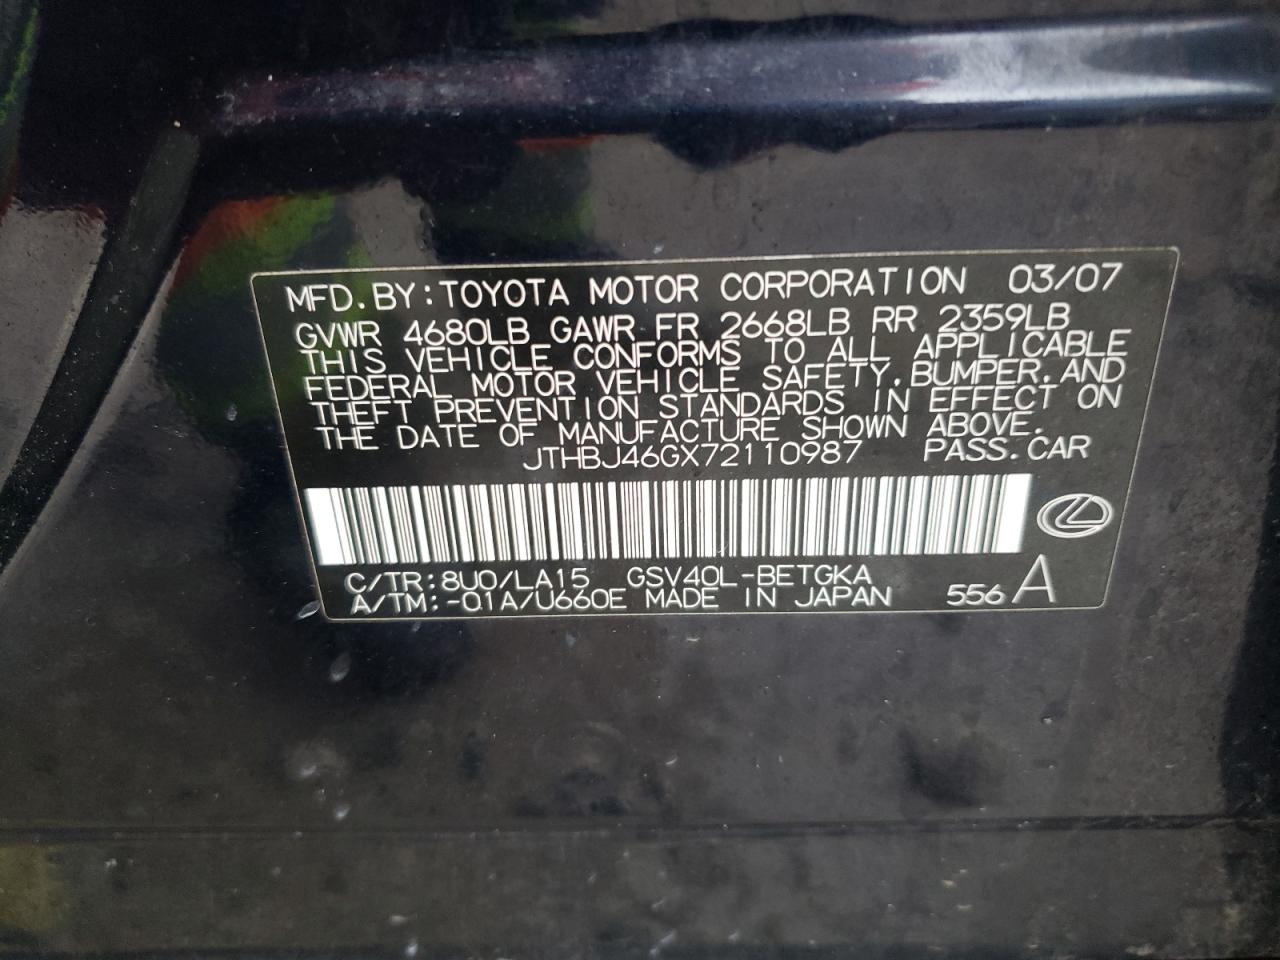 MFD.BY:TOYOTA MOTOR CORPORATION 03/07
GVWR 4680LB GAWR FR 2668LB RR 2359LB
THIS VEHICLE CONFORMS TO ALL APPLICABLE
FEDERAL MOTOR VEHICLE SAFETY,BUMPER,AND
THEFT PREVENTION STANDARDS IN EFFECT ON
THE DATE OF MANUFACTURE SHOWN ABOVE.
JTHBJ46GX72110987 PASS.CAR
C/TR:8U0/LA15 GSV40L-BETGKA
A/TM:-01A/U660E MADE IN JAPAN 556 A